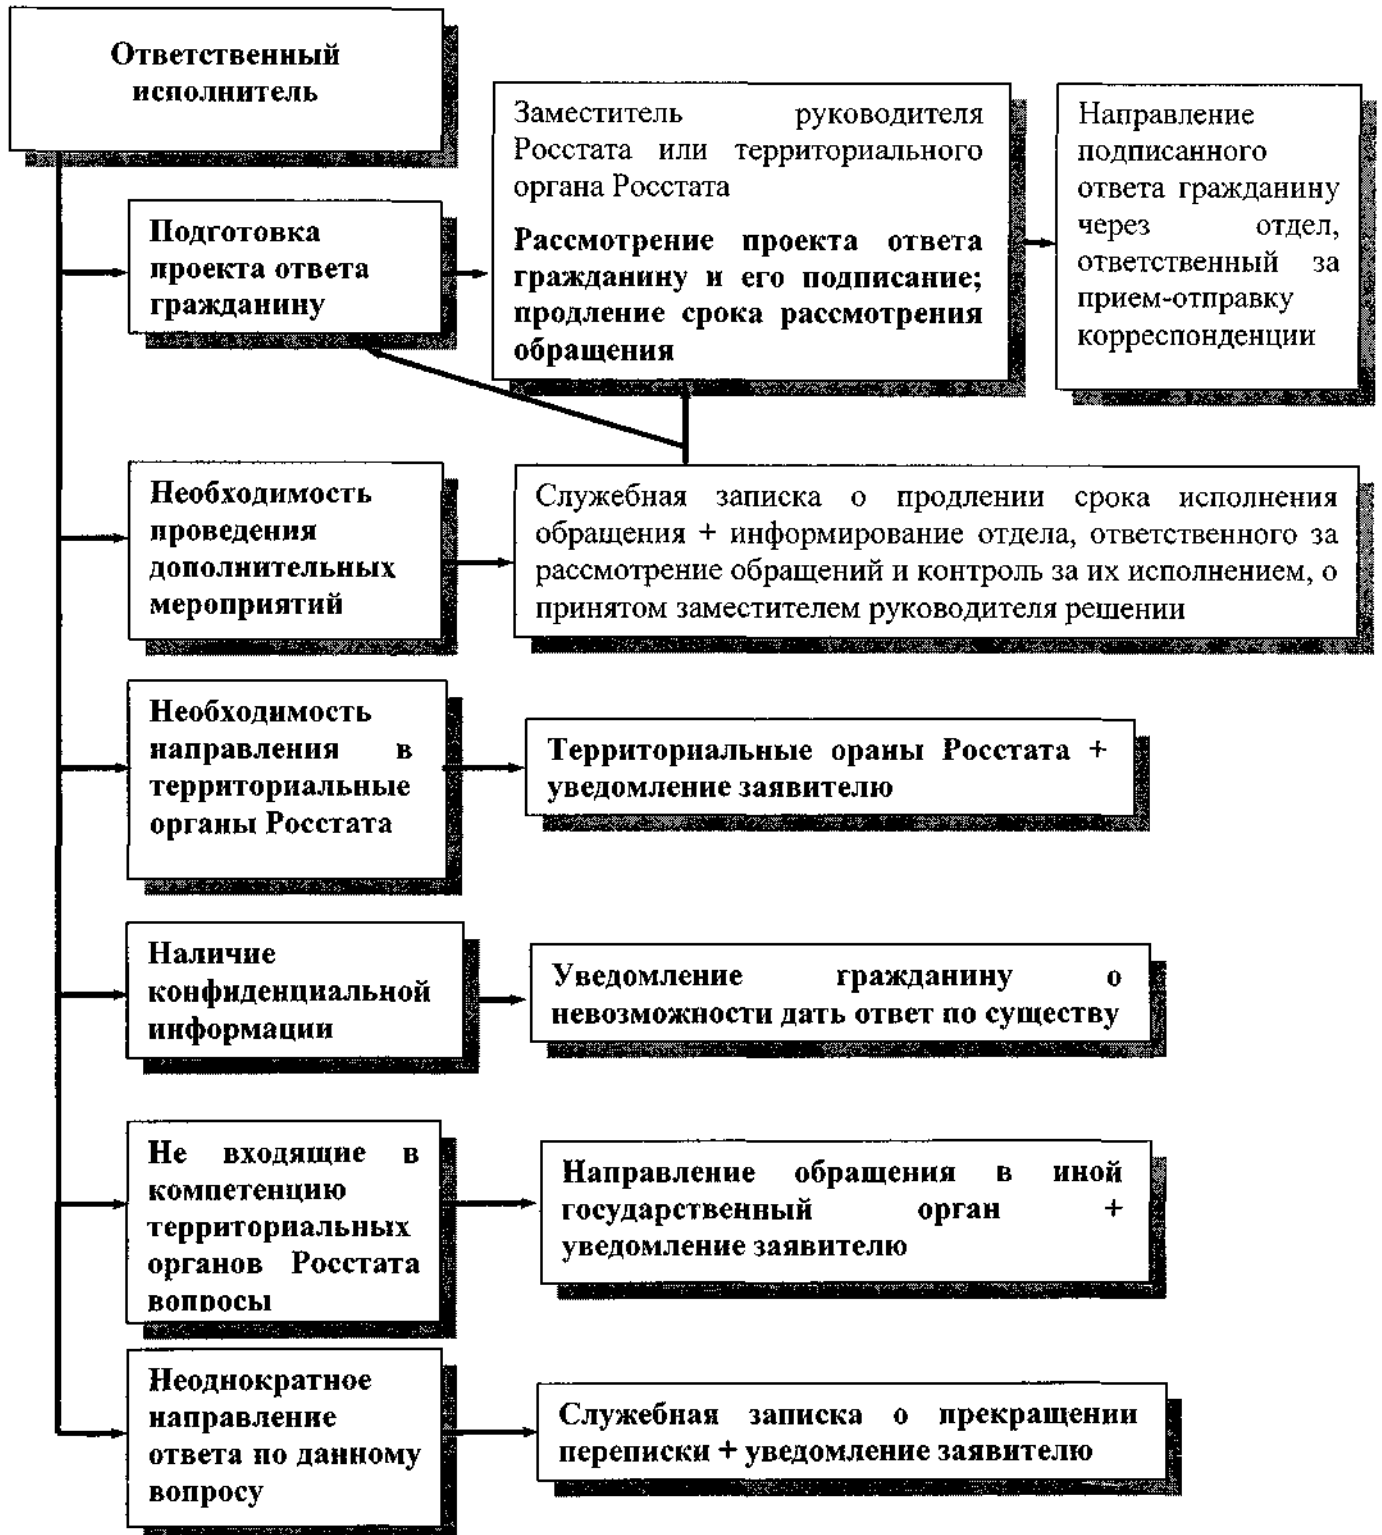 Ответственный
исполнитель
Заместитель руководителя
Росстата или территориального
органа Росстата
Рассмотрение проекта ответа
гражданину и его подписание;
продление срока рассмотрения
обращения
Направление
подписанного
ответа гражданину
через отдел,
ответственный за
прием-отправку
корреспонденции
Подготовка
проекта ответа
гражданину
Необходимость
проведения
дополнительных
мероприятий
Служебная записка о продлении срока исполнения
обращения + информирование отдела, ответственного за
рассмотрение обращений и контроль за их исполнением, о
принятом заместителем руководителя решении
Необходимость
направления в
территориальные
органы Росстата
Территориальные ораны Росстата +
уведомление заявителю
Наличие
конфиденциальной
информации
Уведомление гражданину о
невозможности дать ответ по существу
Не входящие в
компетенцию
территориальных
органов Росстата
вопросы
Направление обращения в иной
государственный орган +
уведомление заявителю
Неоднократное
направление
ответа по данному
вопросу
Служебная записка о прекращении
переписки + уведомление заявителю